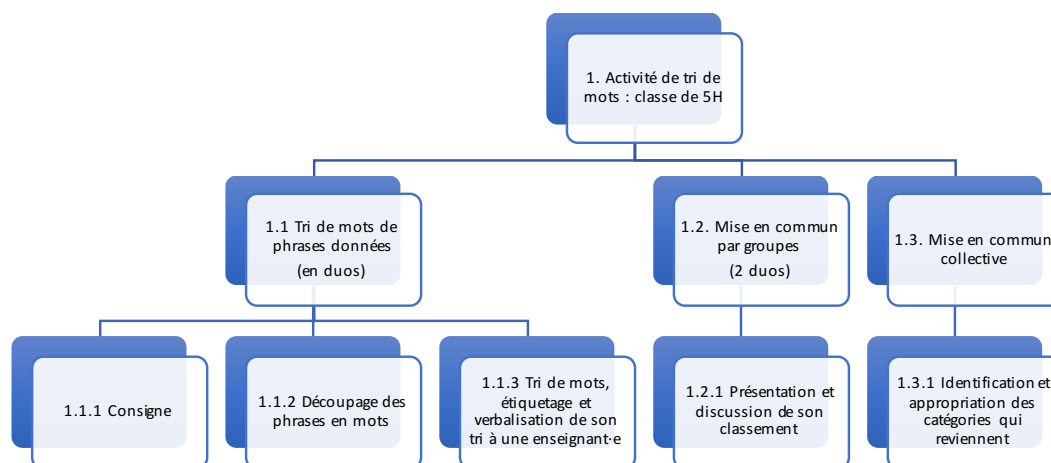 1. Activité de tri de
mots : classe de 5H
1.1 Tri de mots de
phrases données
(en duos)
1.2. Mise en commun
par groupes
(2 duos)
1.3. Mise en commun
collective
1.1.1 Consigne
1.1.2 Découpage des
phrases en mots
1.1.3 Tri de mots,
étiquetage et
verbalisation de son
tri à une enseignant·e
1.2.1 Présentation et
discussion de son
classement
1.3.1 Identification et
appropriation des
catégories qui
reviennent